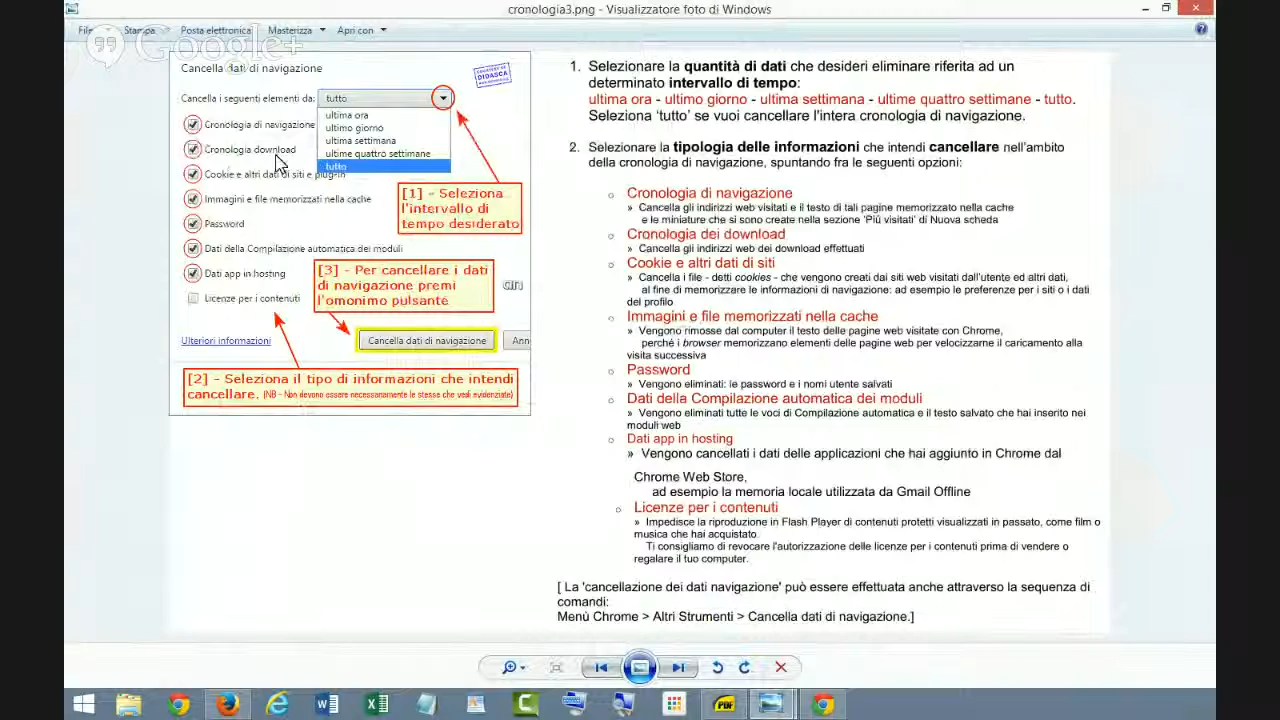 cronologia3.png - Visualizzatore foto di Windows
File Stampa Posta elettronica Masterizza Apri con
Google+
Cancella dati di navigazione
DIDASCA
Cancella i seguenti elementi da: tutto
ultima ora
ultimo giorno
ultima settimana
ultime quattro settimane
tutto
Cronologia di navigazione
Cronologia download
Cookie e altri dati di siti e plug-in
Immagini e file memorizzati nella cache
Password
Dati della Compilazione automatica dei moduli
Dati app in hosting
Licenze per i contenuti
[1] - Seleziona
l'intervallo di
tempo desiderato
[3] - Per cancellare i dati
di navigazione premi
l'omonimo pulsante
Ulteriori informazioni
Cancella dati di navigazione
Ann
[2] - Seleziona il tipo di informazioni che intendi
cancellare. (NB - Non devono essere necessariamente le stesse che vedi evidenziate)
1. Selezionare la quantità di dati che desideri eliminare riferita ad un
determinato intervallo di tempo:
ultima ora - ultimo giorno - ultima settimana - ultime quattro settimane - tutto.
Seleziona 'tutto' se vuoi cancellare l'intera cronologia di navigazione.
2. Selezionare la tipologia delle informazioni che intendi cancellare nell'ambito
della cronologia di navigazione, spuntando fra le seguenti opzioni:
o Cronologia di navigazione
» Cancella gli indirizzi web visitati e il testo di tali pagine memorizzato nella cache
e le miniature che si sono create nella sezione 'Più visitati' di Nuova scheda
o Cronologia dei download
» Cancella gli indirizzi web dei download effettuati
o Cookie e altri dati di siti
» Cancella i file - detti cookies - che vengono creati dai siti web visitati dall'utente ed altri dati,
al fine di memorizzare le informazioni di navigazione: ad esempio le preferenze per i siti o i dati
del profilo
o Immagini e file memorizzati nella cache
» Vengono rimosse dal computer il testo delle pagine web visitate con Chrome,
perché i browser memorizzano elementi delle pagine web per velocizzarne il caricamento alla
visita successiva
o Password
» Vengono eliminati: le password e i nomi utente salvati
o Dati della Compilazione automatica dei moduli
» Vengono eliminati tutte le voci di Compilazione automatica e il testo salvato che hai inserito nei
moduli web
o Dati app in hosting
» Vengono cancellati i dati delle applicazioni che hai aggiunto in Chrome dal
Chrome Web Store,
ad esempio la memoria locale utilizzata da Gmail Offline
o Licenze per i contenuti
» Impedisce la riproduzione in Flash Player di contenuti protetti visualizzati in passato, come film o
musica che hai acquistato.
Ti consigliamo di revocare l'autorizzazione delle licenze per i contenuti prima di vendere o
regalare il tuo computer.
[ La 'cancellazione dei dati navigazione' può essere effettuata anche attraverso la sequenza di
comandi:
Menù Chrome > Altri Strumenti > Cancella dati di navigazione.]
PDF